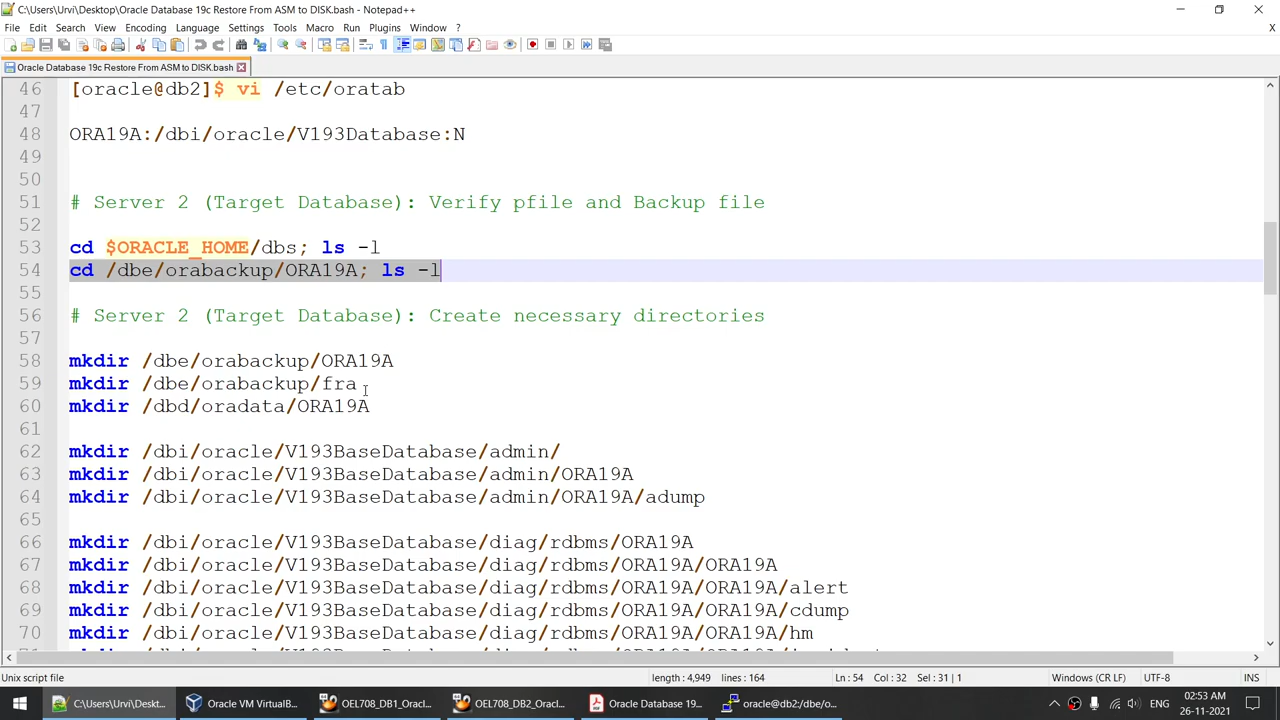 C:\Users\Urvi\Desktop\Oracle Database 19c Restore From ASM to DISK.bash - Notepad++
File Edit Search View Encoding Language Settings Tools Macro Run Plugins Window ? X
Oracle Database 19c Restore From ASM to DISK.bash
46 [oracle@db2]$ vi /etc/oratab
47
48 ORA19A:/dbi/oracle/V193Database:N
49
50
51 # Server 2 (Target Database): Verify pfile and Backup file
52
53 cd $ORACLE_HOME/dbs; ls -l
54 cd /dbe/orabackup/ORA19A; ls -l
55
56 # Server 2 (Target Database): Create necessary directories
57
58 mkdir /dbe/orabackup/ORA19A
59 mkdir /dbe/orabackup/fra
60 mkdir /dbd/oradata/ORA19A
61
62 mkdir /dbi/oracle/V193BaseDatabase/admin/
63 mkdir /dbi/oracle/V193BaseDatabase/admin/ORA19A
64 mkdir /dbi/oracle/V193BaseDatabase/admin/ORA19A/adump
65
66 mkdir /dbi/oracle/V193BaseDatabase/diag/rdbms/ORA19A
67 mkdir /dbi/oracle/V193BaseDatabase/diag/rdbms/ORA19A/ORA19A
68 mkdir /dbi/oracle/V193BaseDatabase/diag/rdbms/ORA19A/ORA19A/alert
69 mkdir /dbi/oracle/V193BaseDatabase/diag/rdbms/ORA19A/ORA19A/cdump
70 mkdir /dbi/oracle/V193BaseDatabase/diag/rdbms/ORA19A/ORA19A/hm
Unix script file length : 4,949 lines : 164 Ln : 54 Col : 32 Sel : 31 | 1 Windows (CR LF) UTF-8 INS
C:\Users\Urvi\Deskt... Oracle VM VirtualB... OEL708_DB1_Oracl... OEL708_DB2_Oracl... Oracle Database 19... oracle@db2:/dbe/o... ENG 02:53 AM
26-11-2021